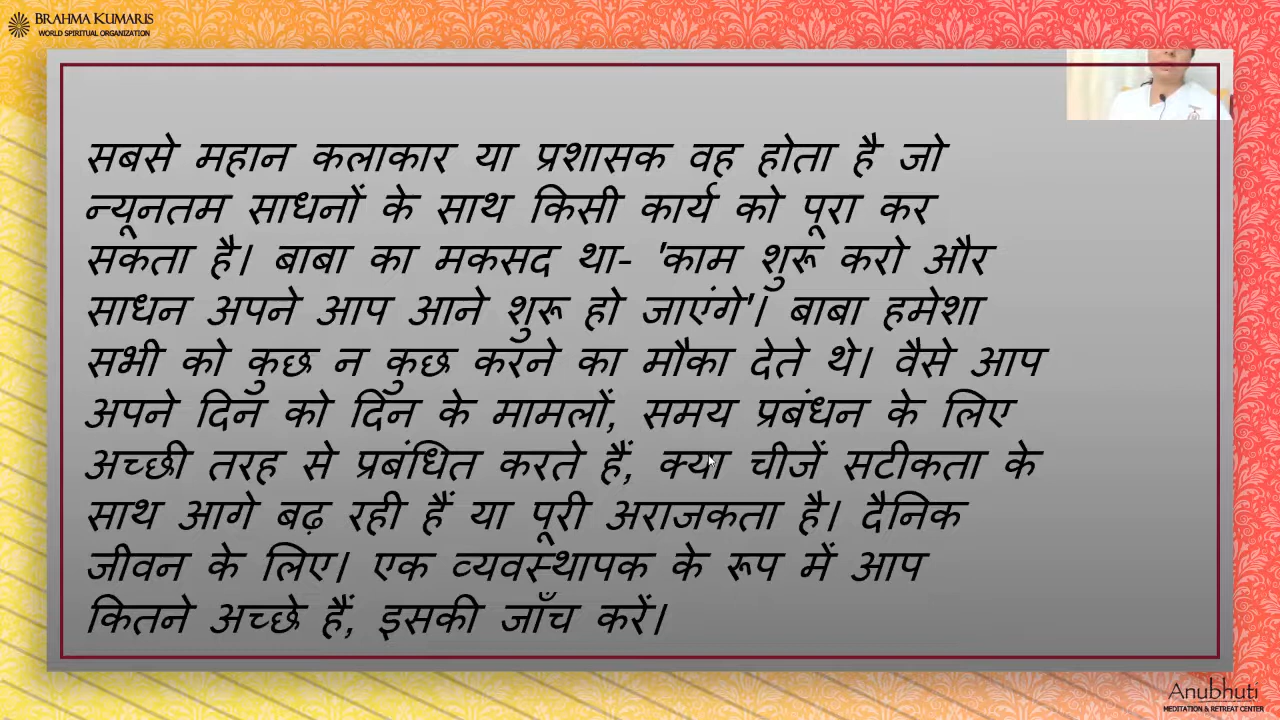 BRAHMA KUMARIS
WORLD SPIRITUAL ORGANIZATION
सबसे महान कलाकार या प्रशासक वह होता है जो
न्यूनतम साधनों के साथ किसी कार्य को पूरा कर
सकता है। बाबा का मकसद था- 'काम शुरू करो और
साधन अपने आप आने शुरू हो जाएंगे'। बाबा हमेशा
सभी को कुछ न कुछ करने का मौका देते थे। वैसे आप
अपने दिन को दिन के मामलों, समय प्रबंधन के लिए
अच्छी तरह से प्रबंधित करते हैं, क्या चीजें सटीकता के
साथ आगे बढ़ रही हैं या पूरी अराजकता है। दैनिक
जीवन के लिए। एक व्यवस्थापक के रूप में आप
कितने अच्छे हैं, इसकी जाँच करें।
Anubhuti
MEDITATION & RETREAT CENTER